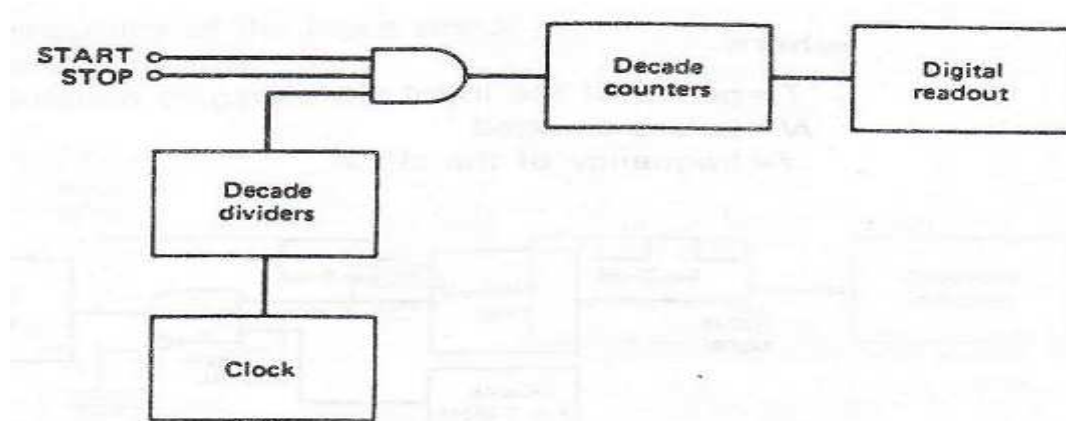 START
STOP
Decade
counters
Digital
readout
Decade
dividers
Clock